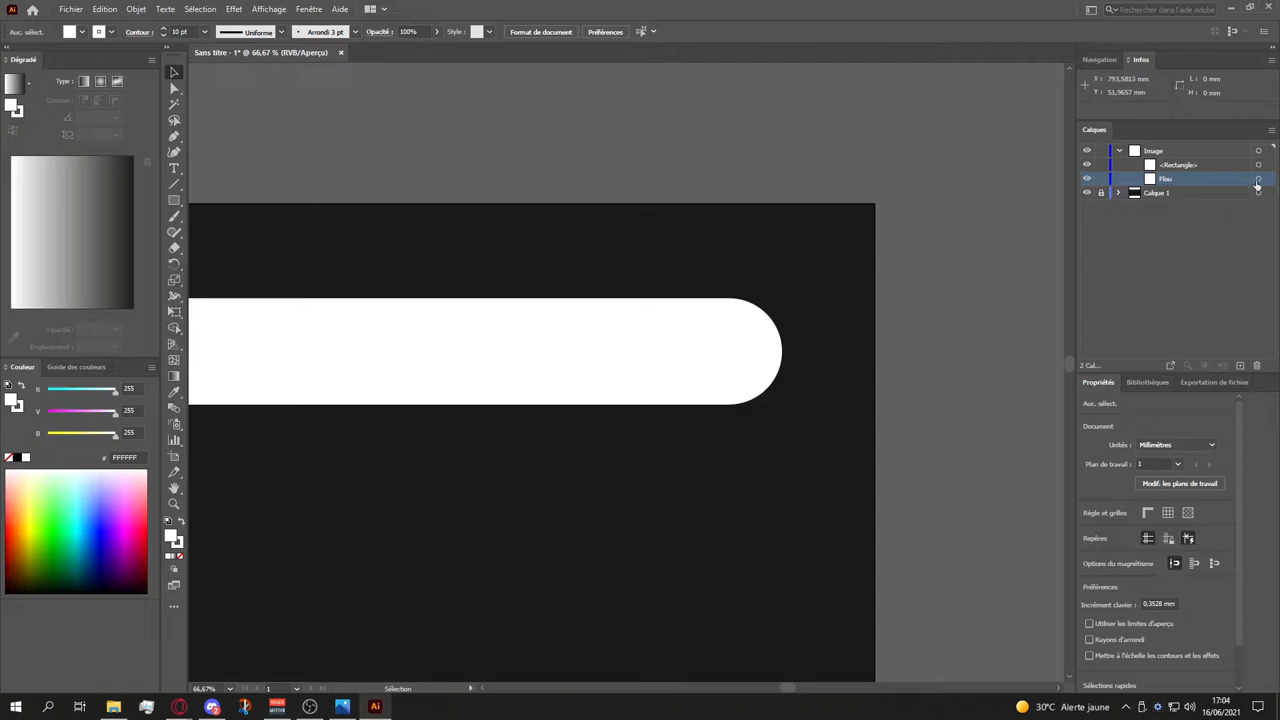 Ai Fichier Edition Objet Texte Sélection Effet Affichage Fenêtre Aide Rechercher dans l'aide Adobe
Auc. sélect. Contour : 10 pt Uniforme Arrondi 3 pt Opacité : 100% Style : Format de document Préférences
Sans titre - 1* @ 66,67 % (RVB/Aperçu)
Dégradé
Type :
Contour :
Opacité :
Emplacement :
Couleur Guide des couleurs
R 255
V 255
B 255
# FFFFFF
Navigation Infos
X : 793,5813 mm L : 0 mm
Y : 51,9657 mm H : 0 mm
Calques
Image
<Rectangle>
Flou
Calque 1
2 Cal...
Propriétés Bibliothèques Exportation de fichier
Auc. sélect.
Document
Unités : Millimètres
Plan de travail : 1
Modif. les plans de travail
Règle et grilles
Repères
Options du magnétisme
Préférences
Incrément clavier : 0,3528 mm
Utiliser les limites d'aperçu
Rayons d'arrondi
Mettre à l'échelle les contours et les effets
Sélections rapides
66,67% 1 Sélection
30°C Alerte jaune 17:04
16/06/2021